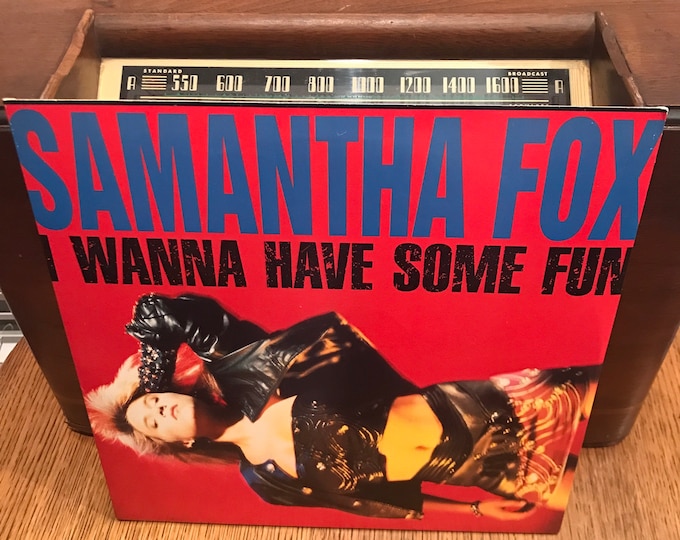 STANDARD BROADCAST
A 550 600 700 800 1000 1200 1400 1600 A
SAMANTHA FOX
I WANNA HAVE SOME FUN